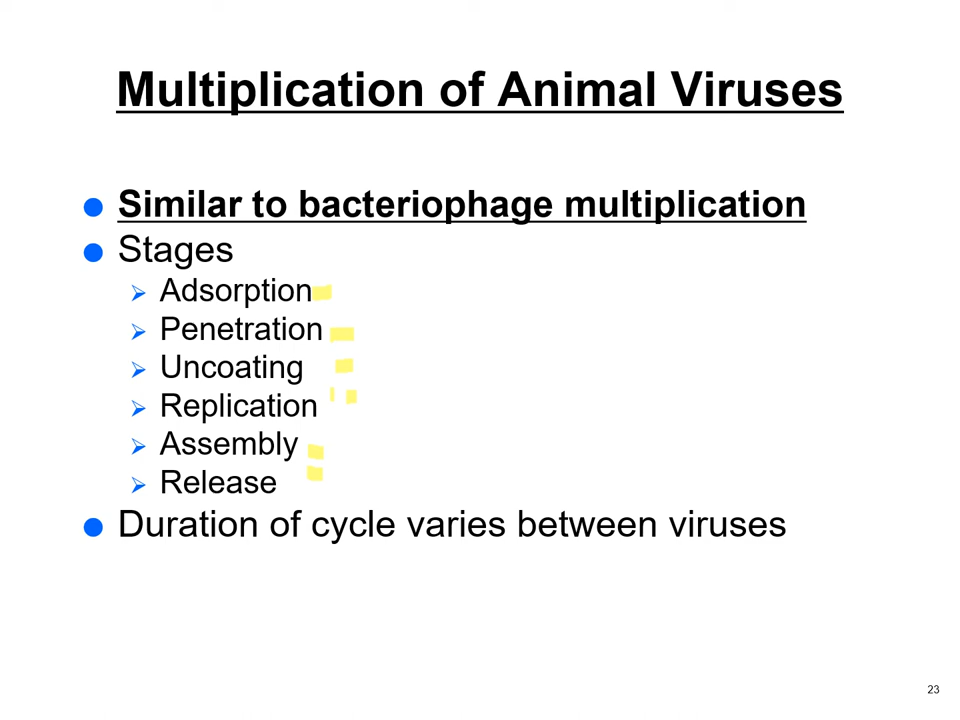 Multiplication of Animal Viruses
Similar to bacteriophage multiplication
Stages
Adsorption
Penetration
Uncoating
Replication
Assembly
Release
Duration of cycle varies between viruses
23